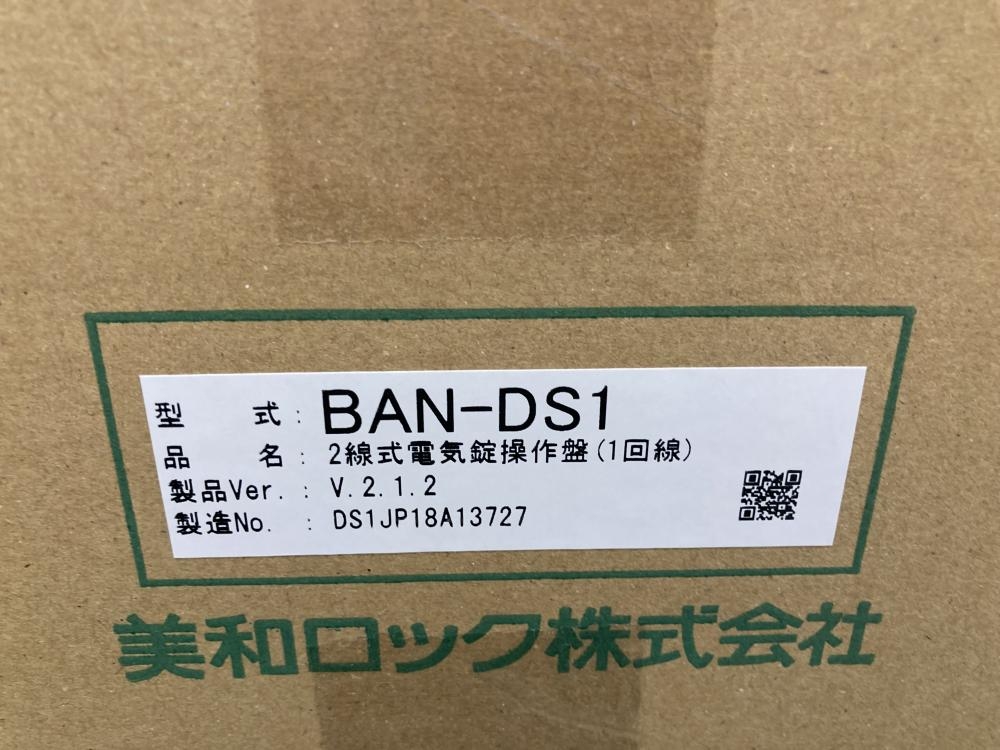 型　式：BAN-DS1
品　名：2線式電気錠操作盤(1回線)
製品Ver.：V.2.1.2
製造No.：DS1JP18A13727
美和ロック株式会社